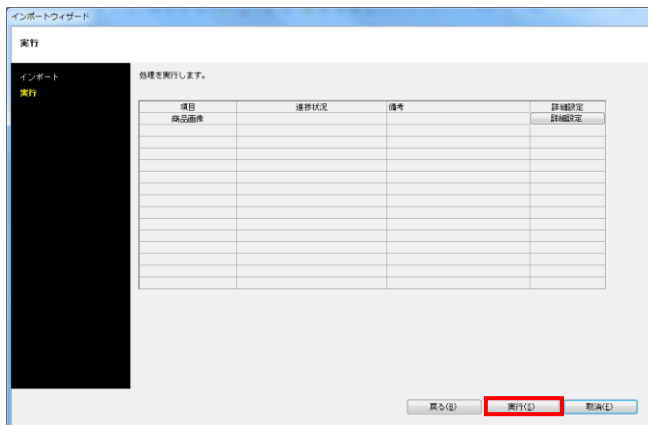 インポートウィザード
実行
インポート
実行
処理を実行します。
項目 進捗状況 備考 詳細設定
商品画像 詳細設定
戻る(B) 実行(S) 取消(E)